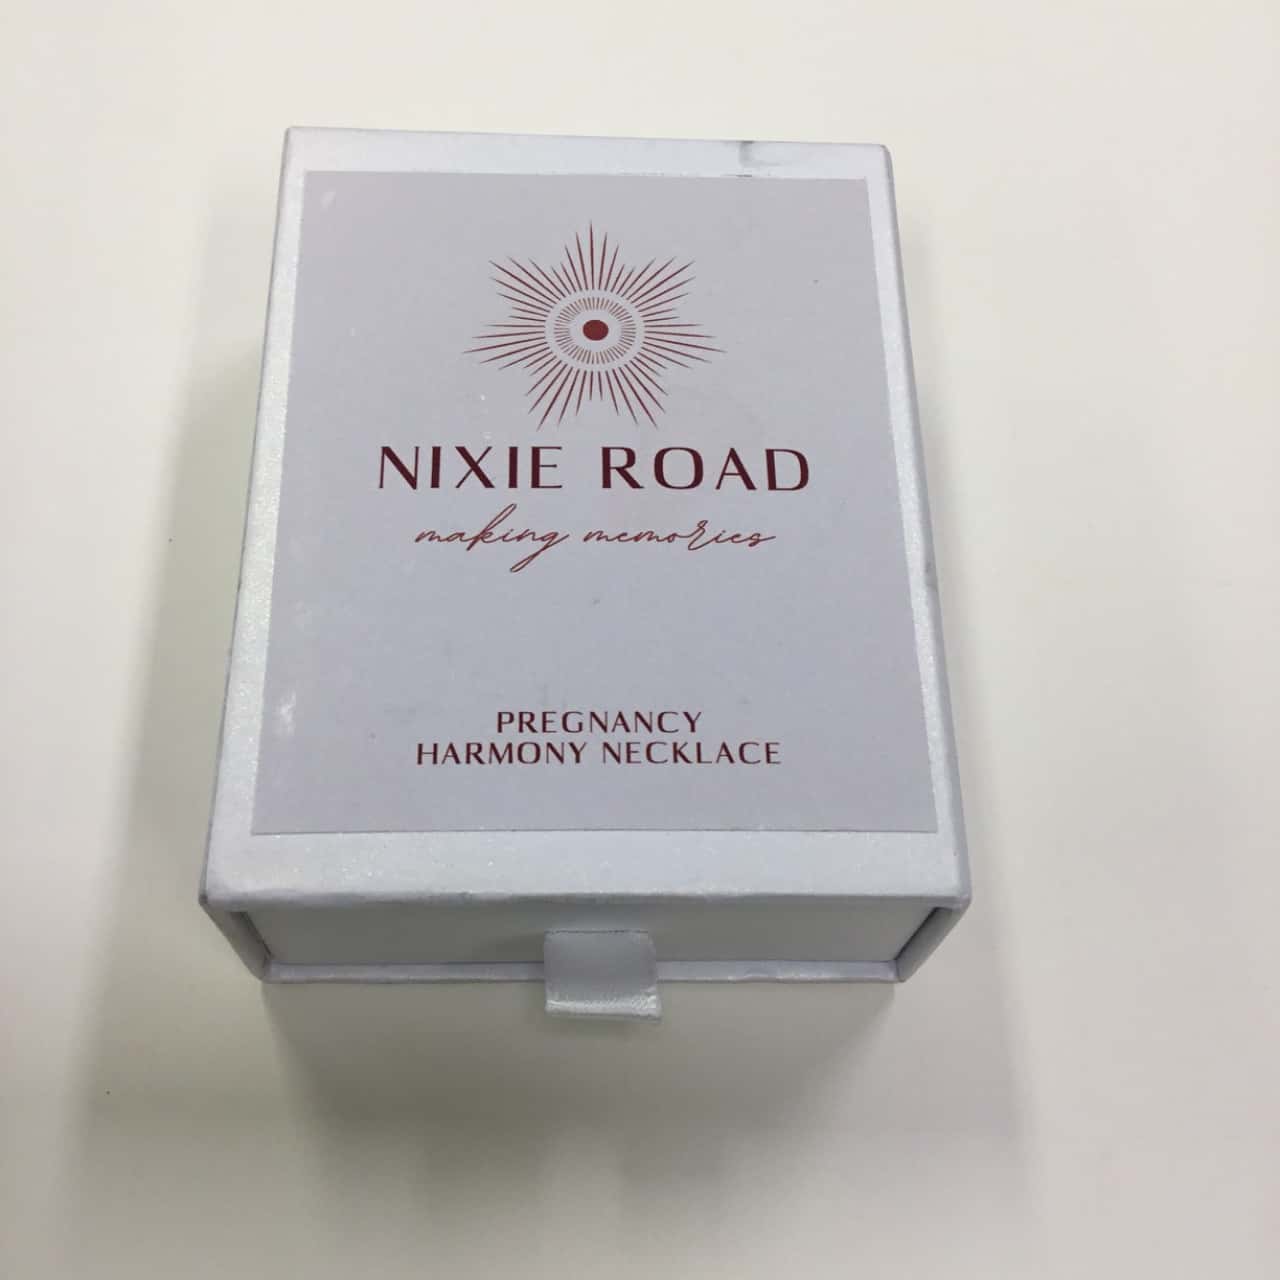 NIXIE ROAD
making memories
PREGNANCY
HARMONY NECKLACE